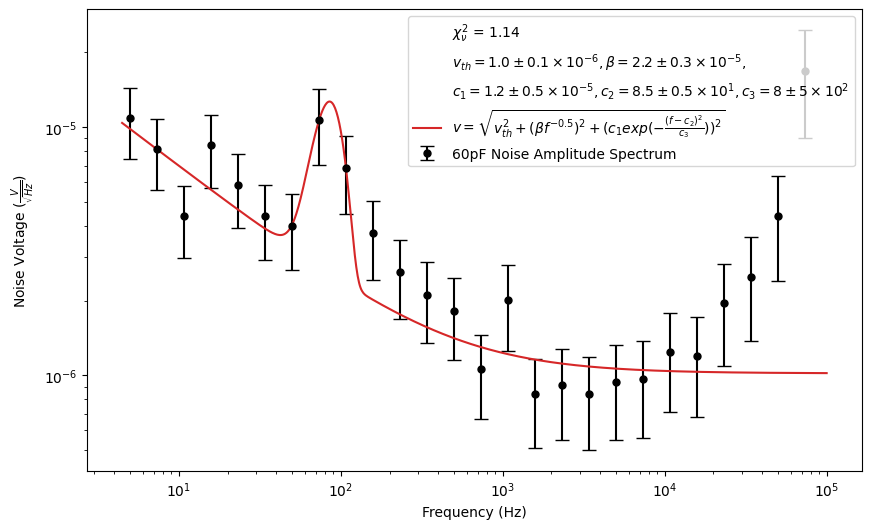 χ²ᵥ = 1.14
v_th = 1.0 ± 0.1 × 10⁻⁶, β = 2.2 ± 0.3 × 10⁻⁵,
c₁ = 1.2 ± 0.5 × 10⁻⁵, c₂ = 8.5 ± 0.5 × 10¹, c₃ = 8 ± 5 × 10²
v = √(v_th² + (βf⁻⁰·⁵)² + (c₁exp(−(f−c₂)²/c₃))²)
60pF Noise Amplitude Spectrum
Noise Voltage (V/√Hz)
10⁻⁵
10⁻⁶
10¹ 10² 10³ 10⁴ 10⁵
Frequency (Hz)